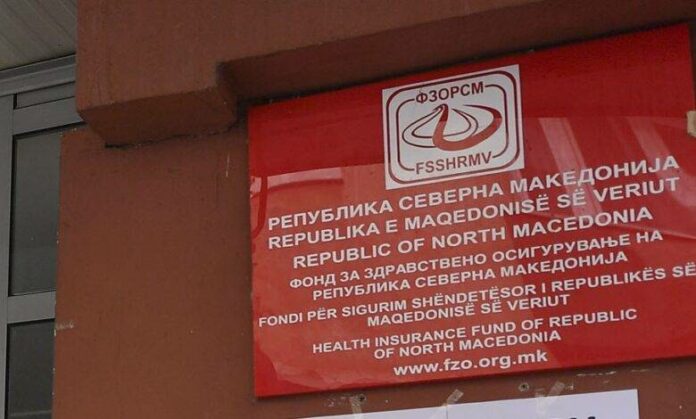 ФЗОРСМ
FSSHRMV
РЕПУБЛИКА СЕВЕРНА МАКЕДОНИЈА
REPUBLIKA E MAQEDONISË SË VERIUT
REPUBLIC OF NORTH MACEDONIA
ФОНД ЗА ЗДРАВСТВЕНО ОСИГУРУВАЊЕ НА
РЕПУБЛИКА СЕВЕРНА МАКЕДОНИЈА
FONDI PËR SIGURIM SHËNDETËSOR I REPUBLIKËS SË
MAQEDONISË SË VERIUT
HEALTH INSURANCE FUND OF REPUBLIC
OF NORTH MACEDONIA
www.fzo.org.mk